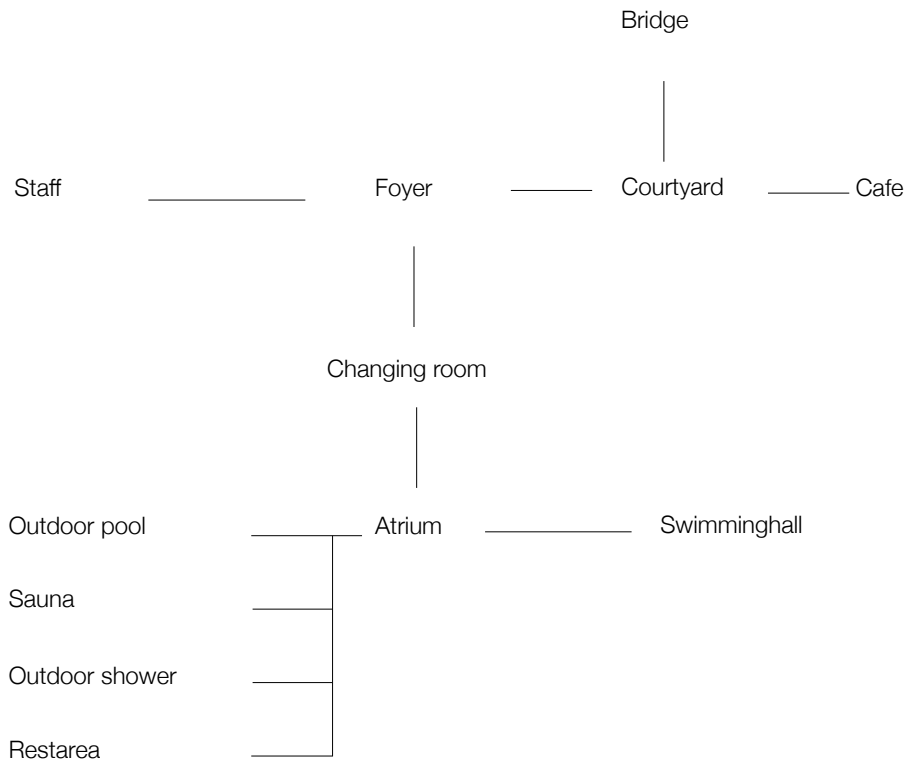 Bridge
Staff
Foyer
Courtyard
Cafe
Changing room
Outdoor pool
Atrium
Swimminghall
Sauna
Outdoor shower
Restarea